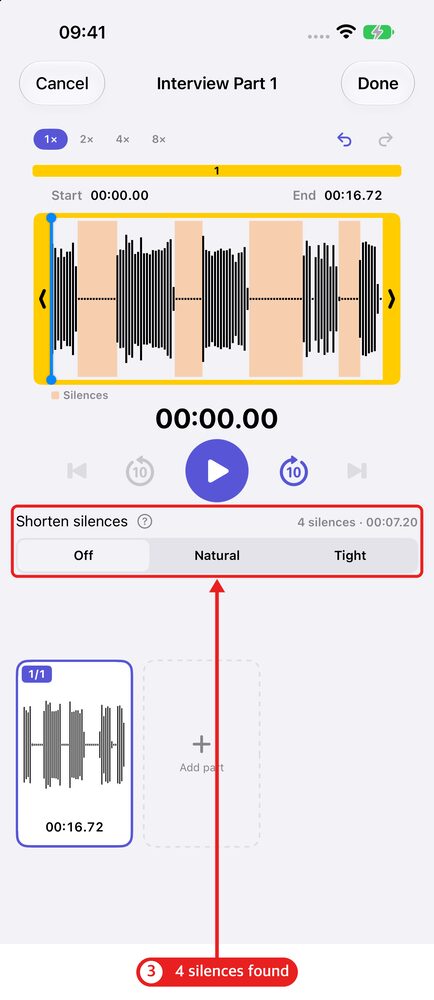 09:41
Cancel Interview Part 1 Done
1× 2× 4× 8×
1
Start 00:00.00 End 00:16.72
Silences
00:00.00
10 10
Shorten silences ? 4 silences · 00:07.20
Off Natural Tight
1/1
Add part
00:16.72
3 4 silences found